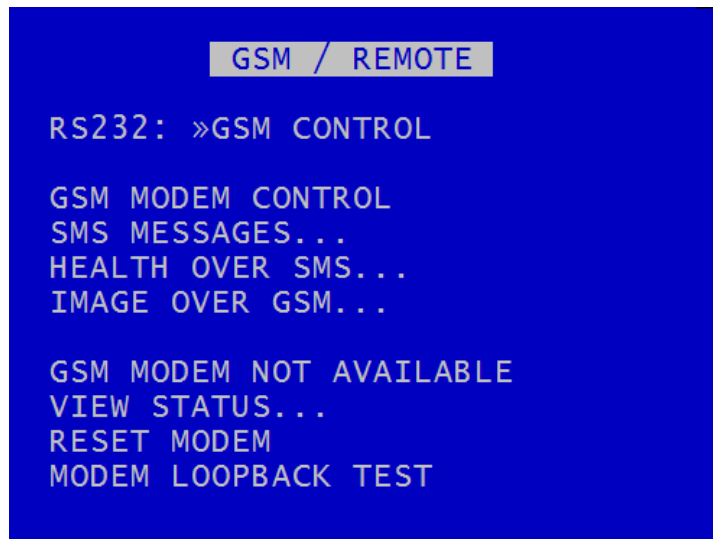 GSM / REMOTE
RS232: »GSM CONTROL
GSM MODEM CONTROL
SMS MESSAGES...
HEALTH OVER SMS...
IMAGE OVER GSM...
GSM MODEM NOT AVAILABLE
VIEW STATUS...
RESET MODEM
MODEM LOOPBACK TEST